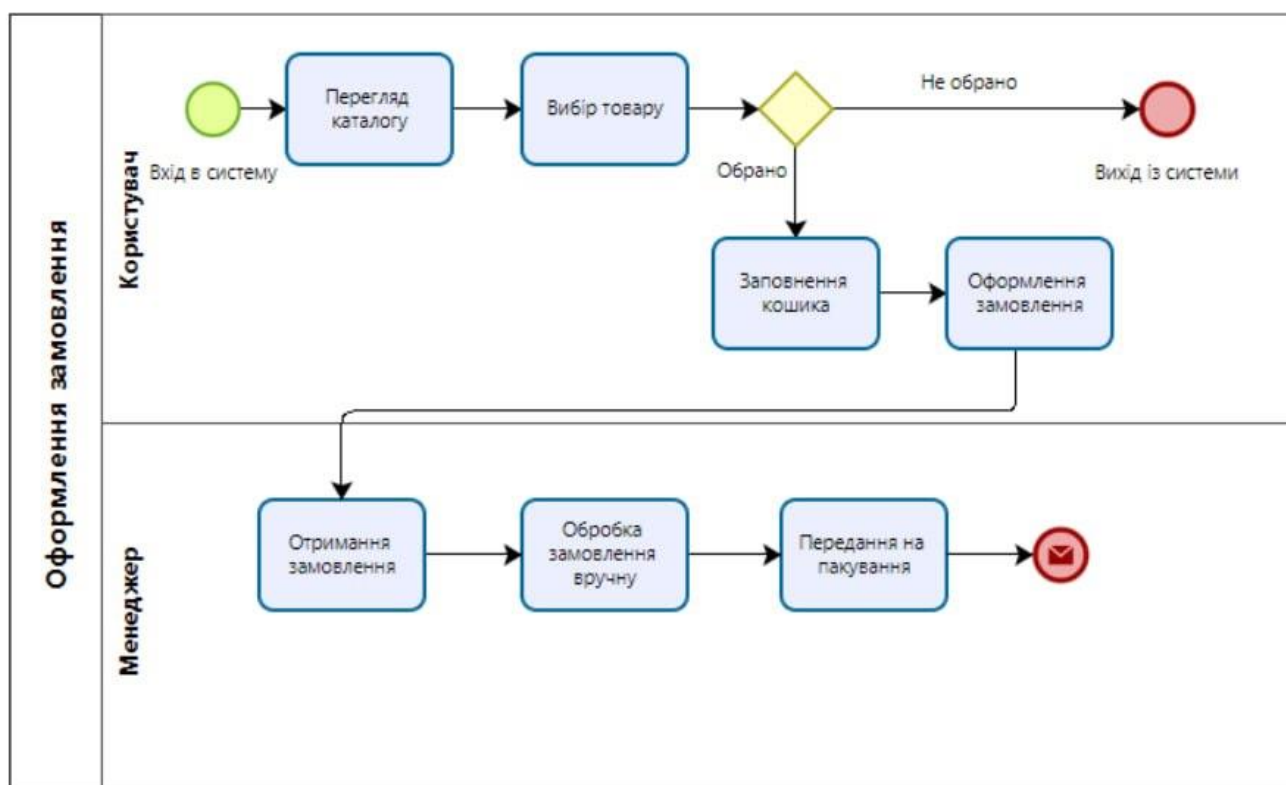 Оформлення замовлення
Користувач
Вхід в систему
Перегляд
каталогу
Вибір товару
Не обрано
Обрано
Вихід із системи
Заповнення
кошика
Оформлення
замовлення
Менеджер
Отримання
замовлення
Обробка
замовлення
вручну
Передання на
пакування